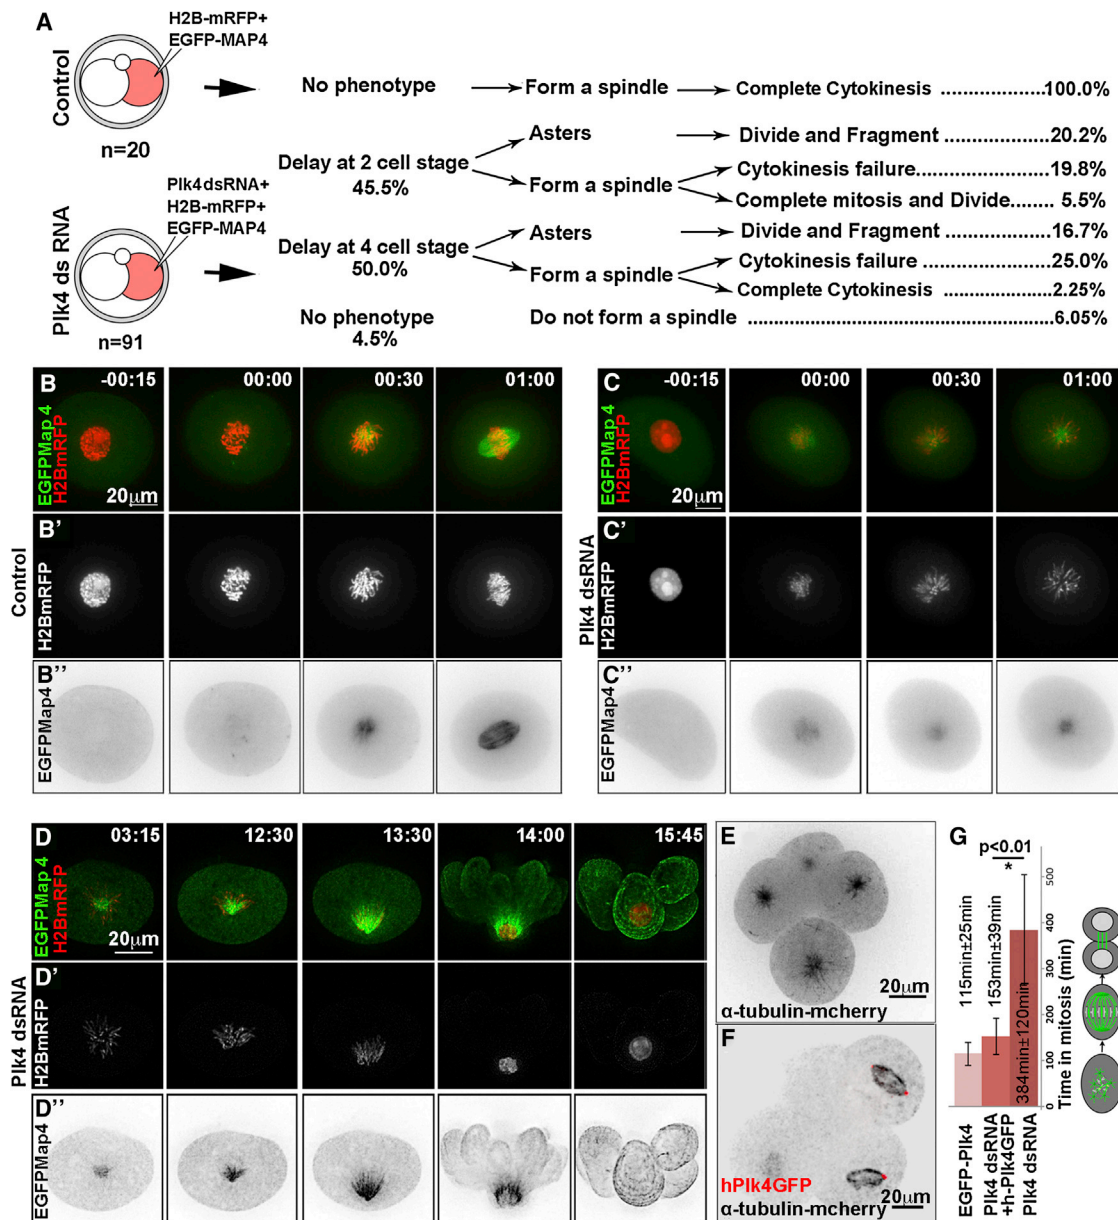 A
H2B-mRFP+
EGFP-MAP4
Control
n=20
No phenotype
Form a spindle
Complete Cytokinesis ..................100.0%
Asters
Divide and Fragment ..............20.2%
Delay at 2 cell stage
45.5%
Cytokinesis failure....................19.8%
Form a spindle
Complete mitosis and Divide....... 5.5%
Plk4dsRNA+
H2B-mRFP+
EGFP-MAP4
Plk4 ds RNA
n=91
Asters
Divide and Fragment ...............16.7%
Delay at 4 cell stage
50.0%
Form a spindle
Cytokinesis failure ...................25.0%
Complete Cytokinesis ..................2.25%
No phenotype
4.5%
Do not form a spindle .................................................6.05%
B
-00:15
00:00
00:30
01:00
EGFPMap 4
H2BmRFP
20μm
B'
H2BmRFP
Control
B''
EGFPMap4
C
-00:15
00:00
00:30
01:00
EGFPMap 4
H2BmRFP
20μm
C'
H2BmRFP
Plk4 dsRNA
C''
EGFPMap4
D
03:15
12:30
13:30
14:00
15:45
EGFPMap 4
H2BmRFP
20μm
D'
H2BmRFP
Plk4 dsRNA
D''
EGFPMap4
E
20μm
α-tubulin-mcherry
F
hPlk4GFP
α-tubulin-mcherry
20μm
G
p<0.01
*
115min±25min
153min±39min
384min±120min
0
100
200
300
400
500
Time in mitosis (min)
EGFP-Plk4
Plk4 dsRNA
+h-Plk4GFP
Plk4 dsRNA